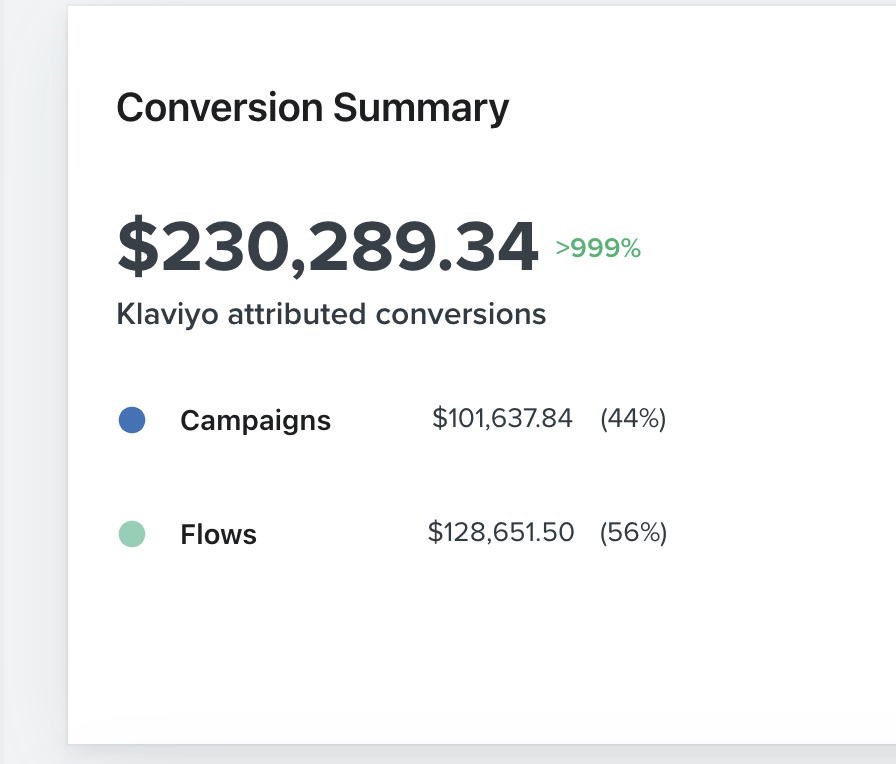 Conversion Summary
$230,289.34 >999%
Klaviyo attributed conversions
Campaigns $101,637.84 (44%)
Flows $128,651.50 (56%)